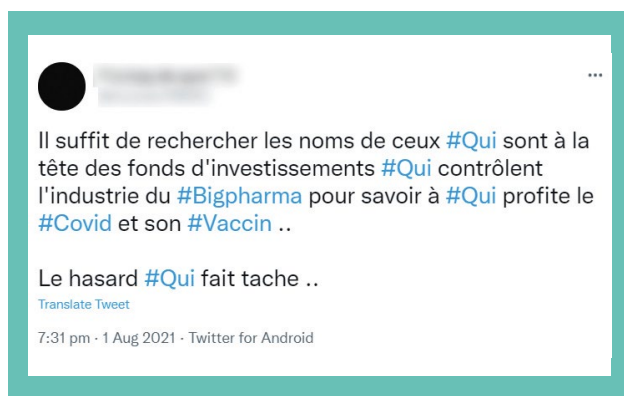 Il suffit de rechercher les noms de ceux #Qui sont à la
tête des fonds d'investissements #Qui contrôlent
l'industrie du #Bigpharma pour savoir à #Qui profite le
#Covid et son #Vaccin ..
Le hasard #Qui fait tache ..
Translate Tweet
7:31 pm · 1 Aug 2021 · Twitter for Android